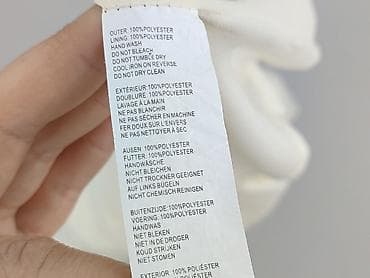 OUTER: 100%POLYESTER
LINING: 100%POLYESTER
HAND WASH
DO NOT BLEACH
DO NOT TUMBLE DRY
COOL IRON ON REVERSE
DO NOT DRY CLEAN
EXTÉRIEUR: 100%POLYESTER
DOUBLURE: 100%POLYESTER
LAVAGE À LA MAIN
NE PAS BLANCHIR
NE PAS SÉCHER EN MACHINE
FER DOUX SUR L'ENVERS
NE PAS NETTOYER À SEC
AUßEN: 100%POLYESTER
FUTTER: 100%POLYESTER
HANDWÄSCHE
NICHT BLEICHEN
NICHT TROCKNER GEEIGNET
AUF LINKS BÜGELN
NICHT CHEMISCH REINIGEN
BUITENZIJDE: 100%POLYESTER
VOERING: 100%POLYESTER
HANDWAS
NIET BLEKEN
NIET IN DE DROGER
KOUD STRIJKEN
NIET STOMEN
EXTERIOR: 100% POLIÉSTER